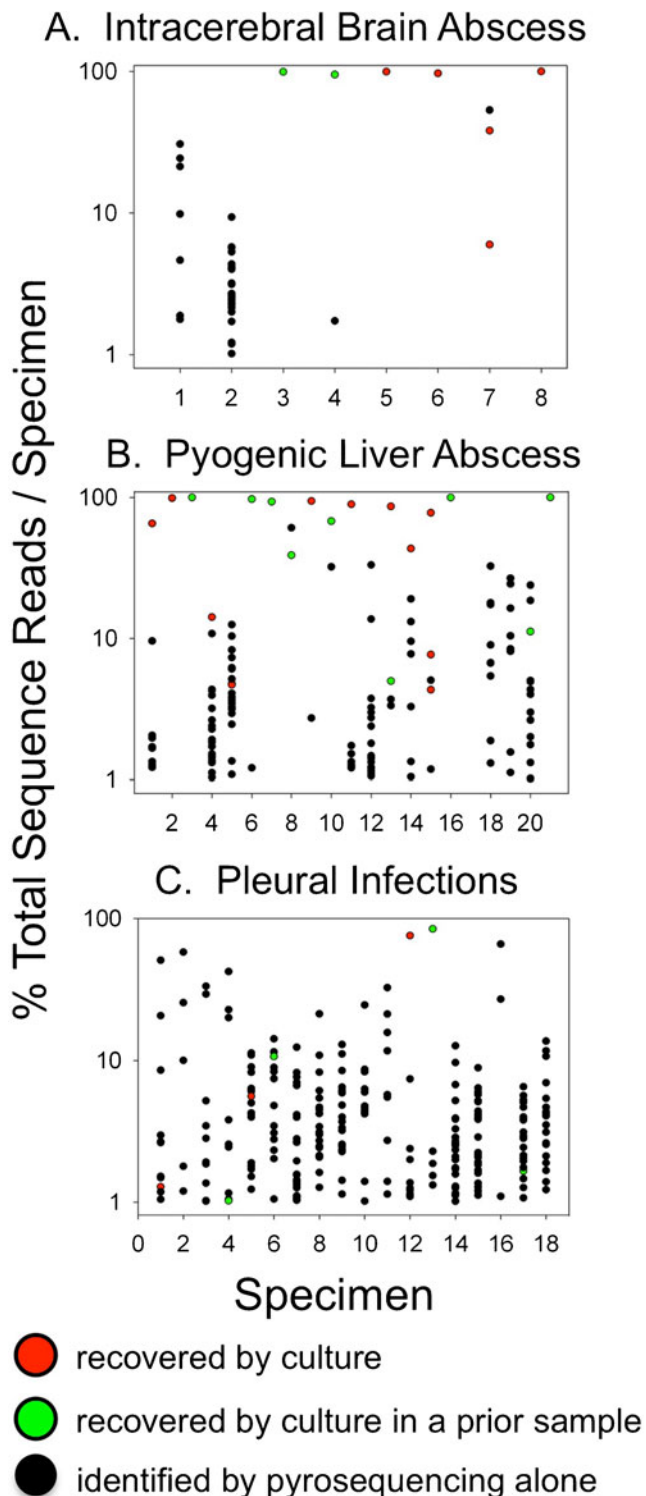 A. Intracerebral Brain Abscess
100
10
1
1 2 3 4 5 6 7 8
B. Pyogenic Liver Abscess
100
10
1
2 4 6 8 10 12 14 16 18 20
C. Pleural Infections
100
10
1
0 2 4 6 8 10 12 14 16 18
% Total Sequence Reads / Specimen
Specimen
recovered by culture
recovered by culture in a prior sample
identified by pyrosequencing alone